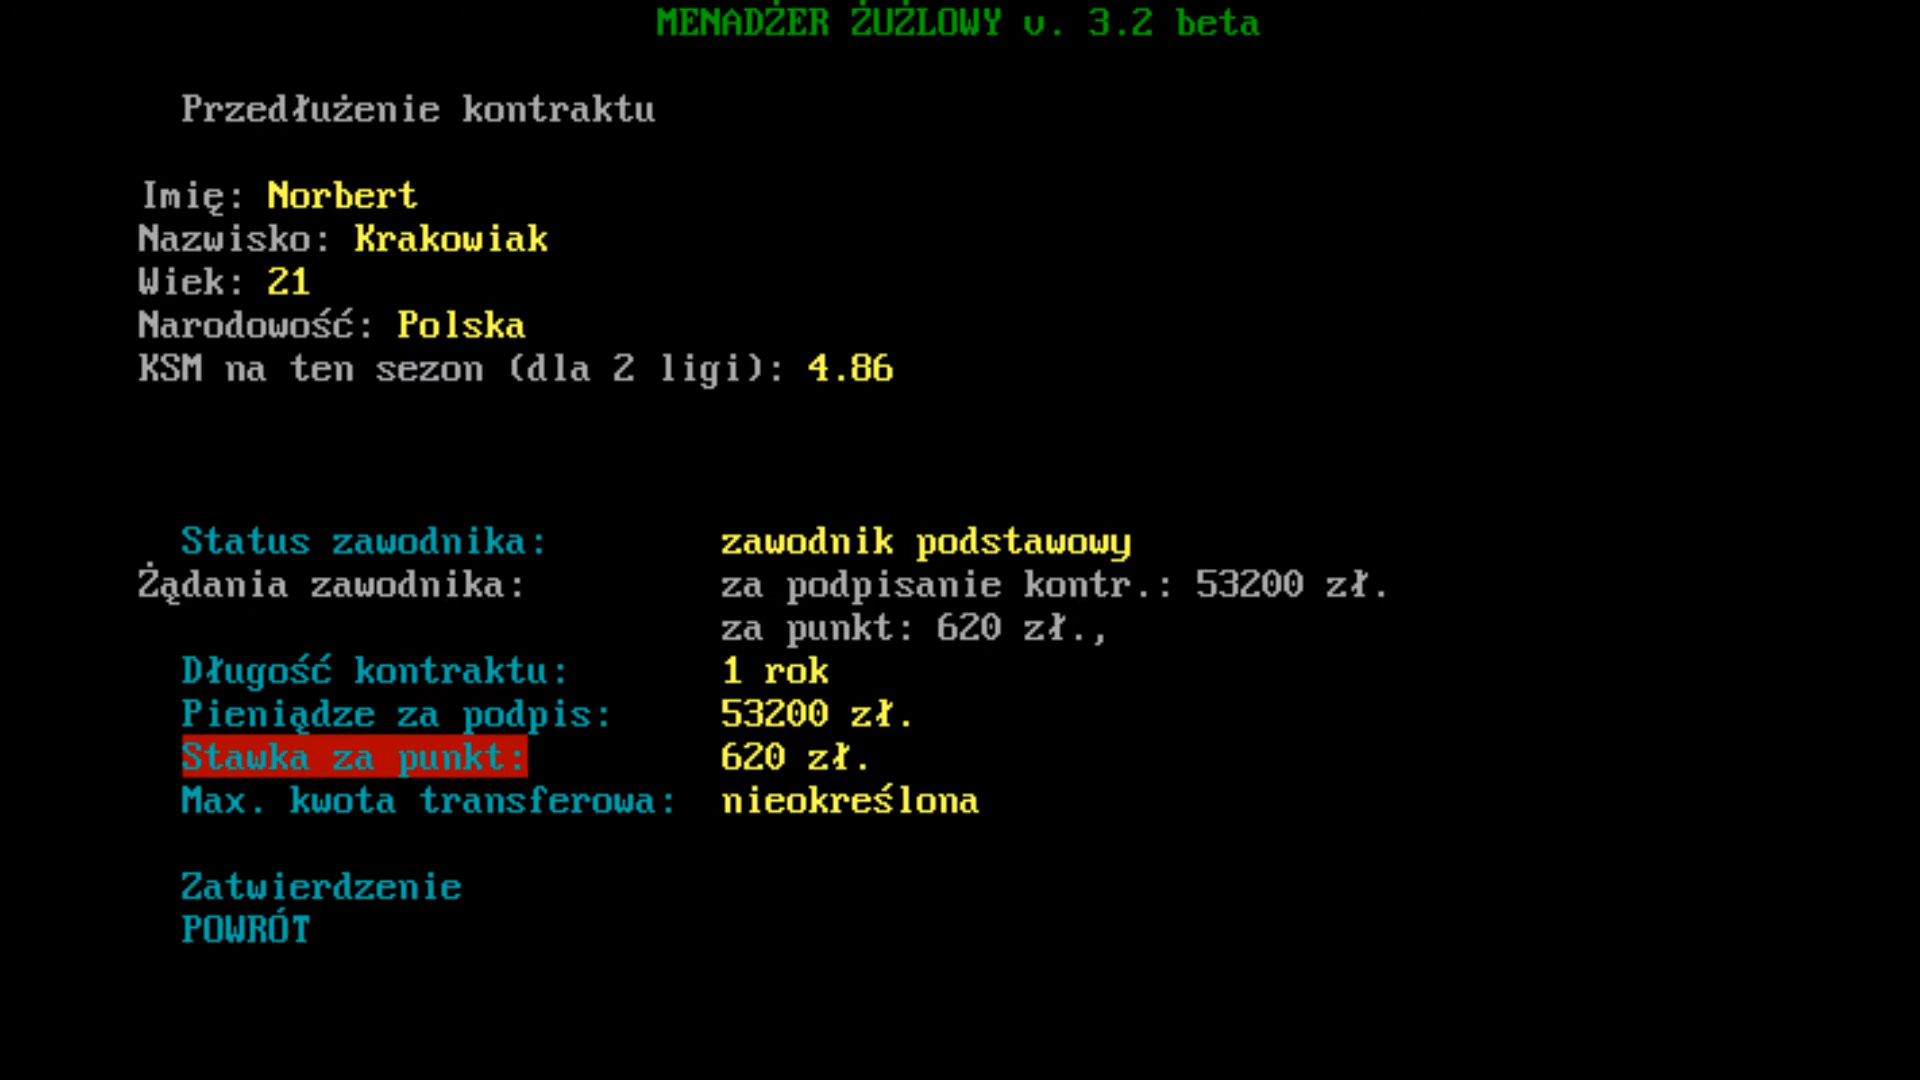 MENADŻER ŻUŻLOWY v. 3.2 beta
Przedłużenie kontraktu
Imię: Norbert
Nazwisko: Krakowiak
Wiek: 21
Narodowość: Polska
KSM na ten sezon (dla 2 ligi): 4.86
Status zawodnika: zawodnik podstawowy
Żądania zawodnika: za podpisanie kontr.: 53200 zł.
za punkt: 620 zł.,
Długość kontraktu: 1 rok
Pieniądze za podpis: 53200 zł.
Stawka za punkt: 620 zł.
Max. kwota transferowa: nieokreślona
Zatwierdzenie
POWRÓT